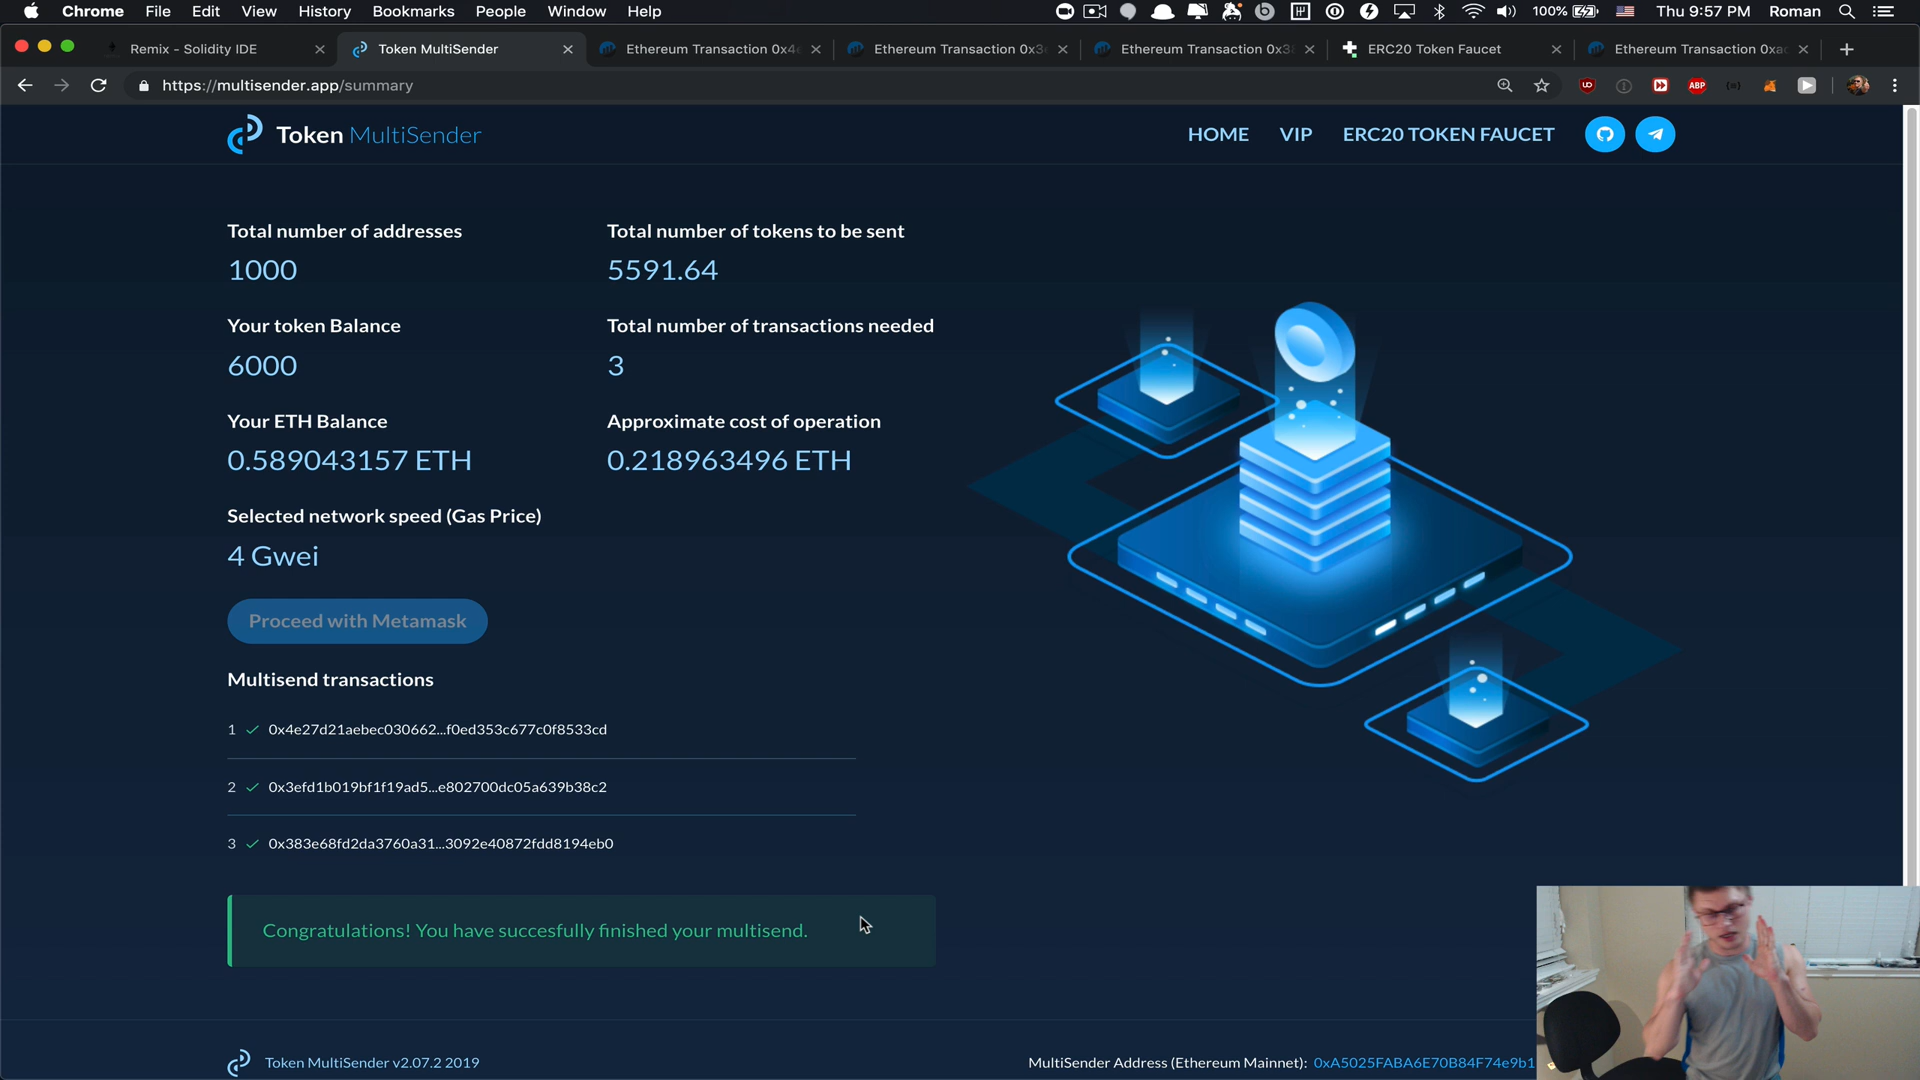 Chrome File Edit View History Bookmarks People Window Help 100% Thu 9:57 PM Roman
Remix - Solidity IDE Token MultiSender Ethereum Transaction 0x4 Ethereum Transaction 0x3 Ethereum Transaction 0x3 ERC20 Token Faucet Ethereum Transaction 0xa
https://multisender.app/summary ABP
Token MultiSender HOME VIP ERC20 TOKEN FAUCET
Total number of addresses Total number of tokens to be sent
1000 5591.64
Your token Balance Total number of transactions needed
6000 3
Your ETH Balance Approximate cost of operation
0.589043157 ETH 0.218963496 ETH
Selected network speed (Gas Price)
4 Gwei
Proceed with Metamask
Multisend transactions
1 0x4e27d21aebec030662...f0ed353c677c0f8533cd
2 0x3efd1b019bf1f19ad5...e802700dc05a639b38c2
3 0x383e68fd2da3760a31...3092e40872fdd8194eb0
Congratulations! You have succesfully finished your multisend.
Token MultiSender v2.07.2 2019 MultiSender Address (Ethereum Mainnet): 0xA5025FABA6E70B84F74e9b1